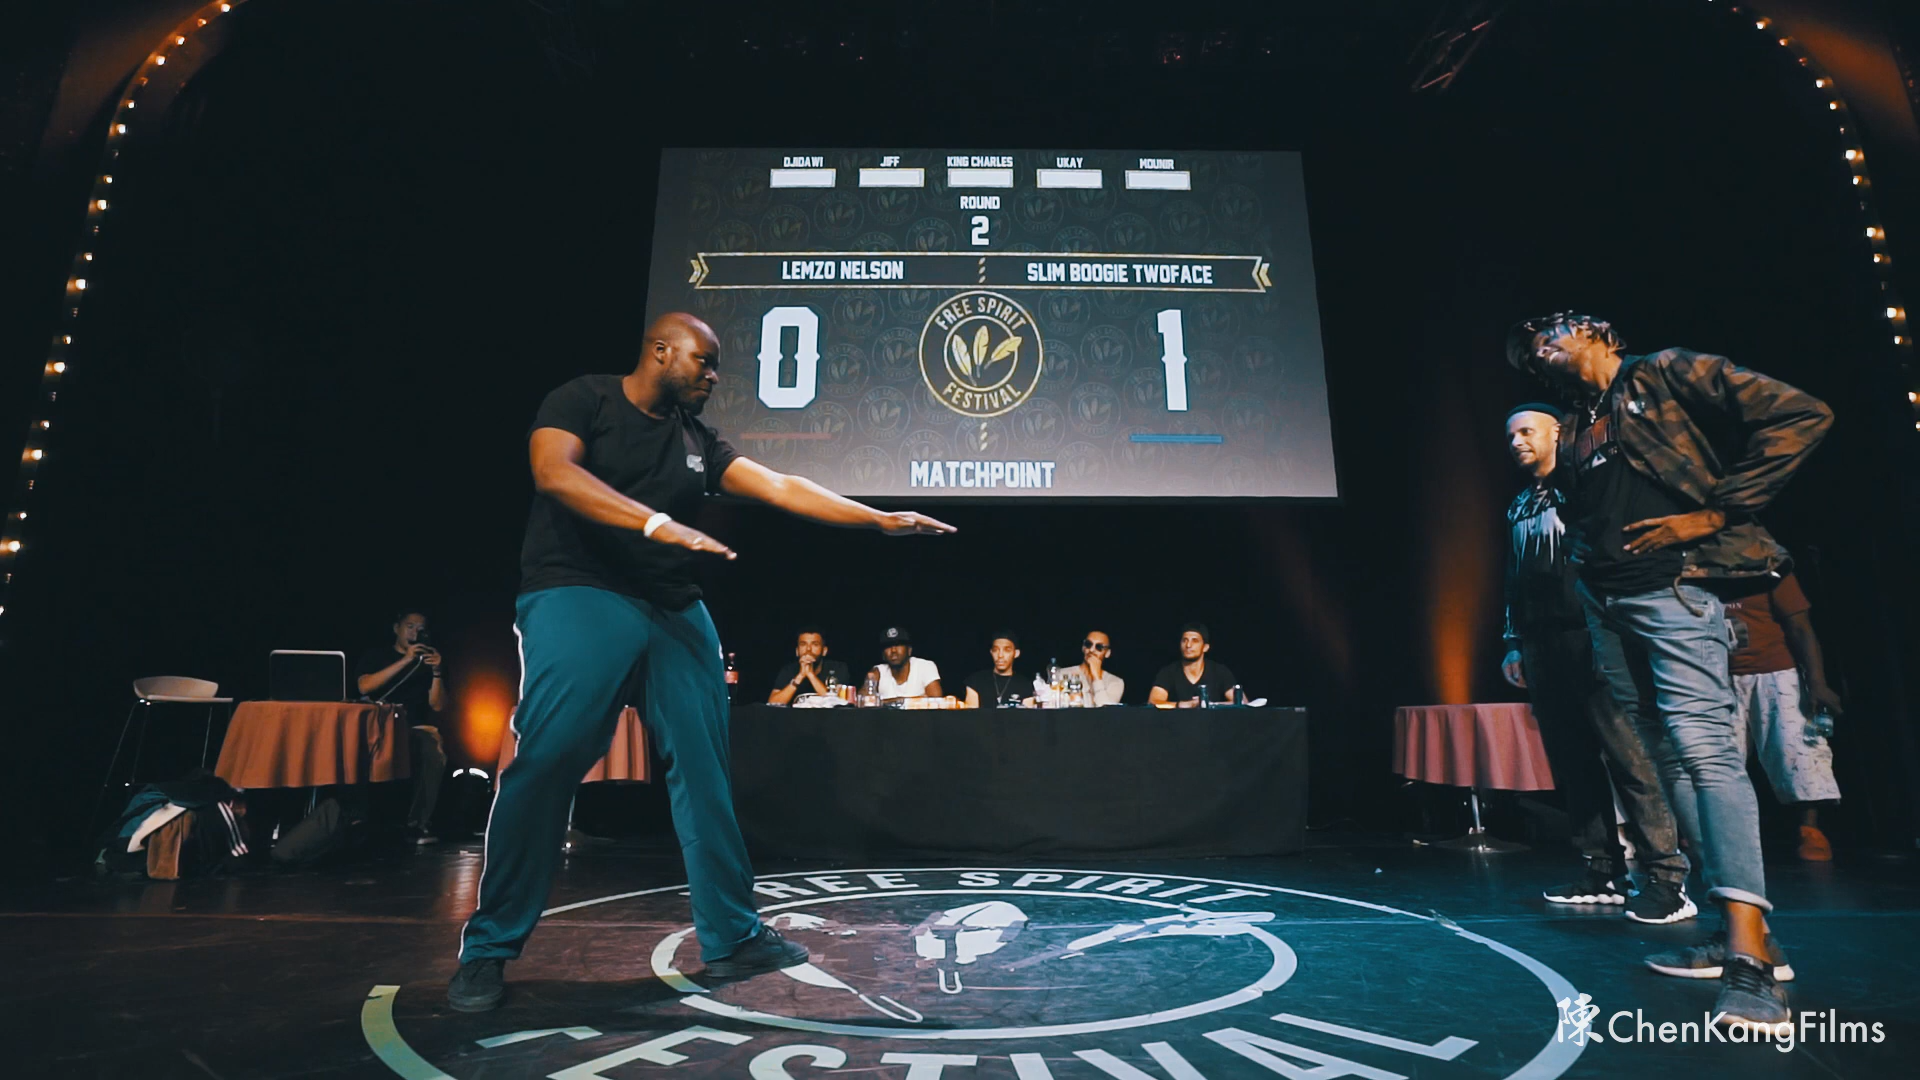 DJIDAWI JIFF KING CHARLES UKAY MOUNIR
ROUND
2
LEMZO NELSON SLIM BOOGIE TWOFACE
0 1
FREE SPIRIT
FESTIVAL
MATCHPOINT
FREE SPIRIT
FESTIVAL
陳ChenKangFilms